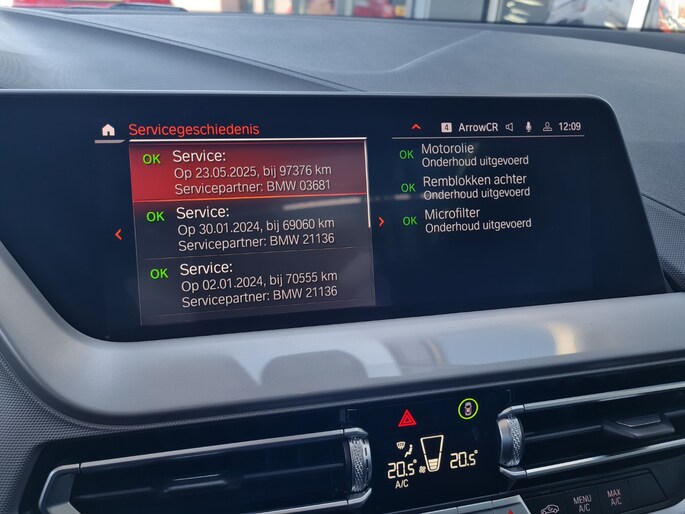 Servicegeschiedenis
4 ArrowCR 12:09
OK Service:
Op 23.05.2025, bij 97376 km
Servicepartner: BMW 03681
OK Service:
Op 30.01.2024, bij 69060 km
Servicepartner: BMW 21136
OK Service:
Op 02.01.2024, bij 70555 km
Servicepartner: BMW 21136
OK Motorolie
Onderhoud uitgevoerd
OK Remblokken achter
Onderhoud uitgevoerd
OK Microfilter
Onderhoud uitgevoerd
20.5° 20.5°
A/C
MENU
A/C
MAX
A/C